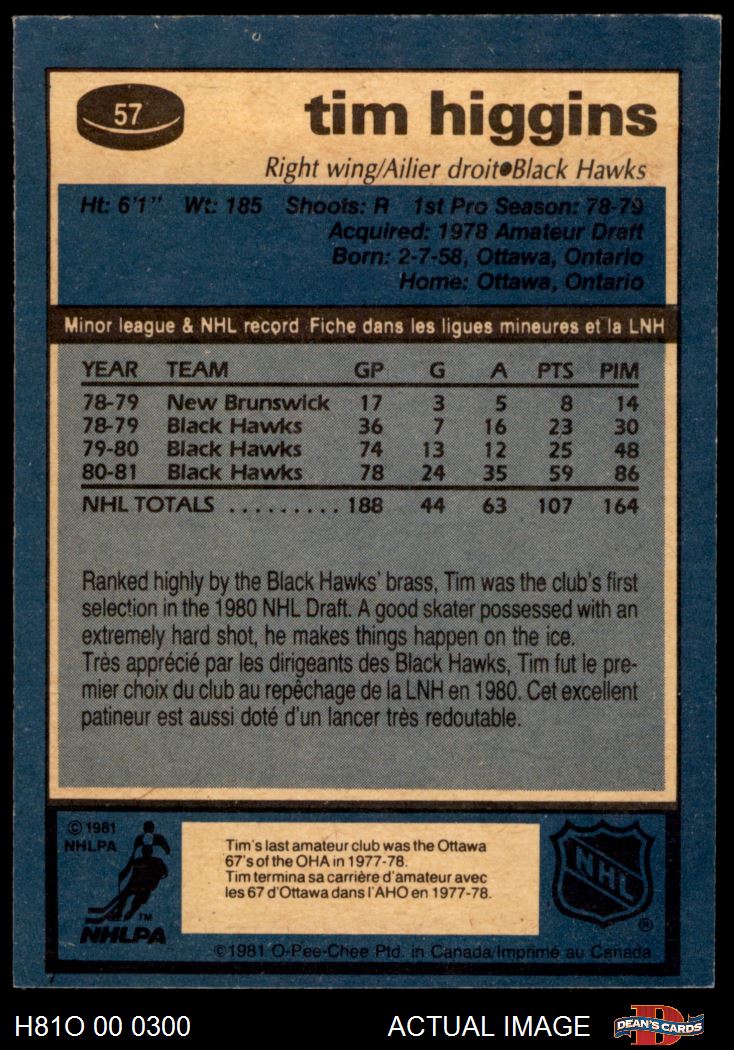 57
tim higgins
Right wing/Ailier droit●Black Hawks
Ht: 6'1" Wt: 185 Shoots: R 1st Pro Season: 78-79
Acquired: 1978 Amateur Draft
Born: 2-7-58, Ottawa, Ontario
Home: Ottawa, Ontario
Minor league & NHL record Fiche dans les ligues mineures et la LNH
YEAR TEAM GP G A PTS PIM
78-79 New Brunswick 17 3 5 8 14
78-79 Black Hawks 36 7 16 23 30
79-80 Black Hawks 74 13 12 25 48
80-81 Black Hawks 78 24 35 59 86
NHL TOTALS ......... 188 44 63 107 164
Ranked highly by the Black Hawks' brass, Tim was the club's first
selection in the 1980 NHL Draft. A good skater possessed with an
extremely hard shot, he makes things happen on the ice.
Très apprécié par les dirigeants des Black Hawks, Tim fut le pre-
mier choix du club au repêchage de la LNH en 1980. Cet excellent
patineur est aussi doté d'un lancer très redoutable.
© 1981
NHLPA
TM
NHLPA
Tim's last amateur club was the Ottawa
67's of the OHA in 1977-78.
Tim termina sa carrière d'amateur avec
les 67 d'Ottawa dans l'AHO en 1977-78.
NHL
®
©1981 O-Pee-Chee Ptd. in Canada/Imprimé au Canada
H81O 00 0300
ACTUAL IMAGE
D
DEAN'S CARDS